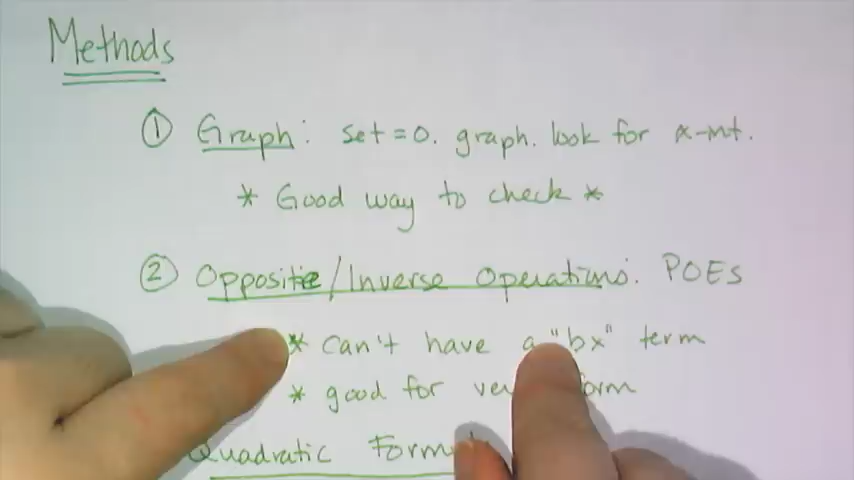 Methods
① Graph: set = 0. graph. look for x-int.
* Good way to check *
② Opposite/Inverse Operations: POEs
* can't have a "bx" term
* good for form
Quadratic